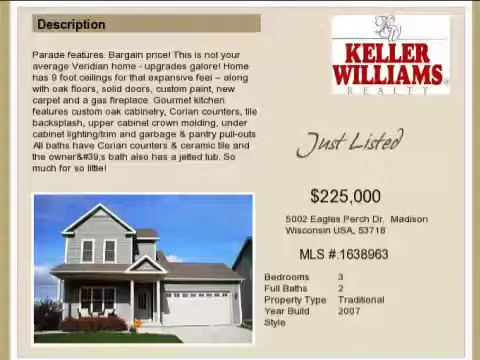 Description
Parade features. Bargain price! This is not your
average Veridian home - upgrades galore! Home
has 9 foot ceilings for that expansive feel – along
with oak floors, solid doors, custom paint, new
carpet and a gas fireplace. Gourmet kitchen
features custom oak cabinetry, Corian counters, tile
backsplash, upper cabinet crown molding, under
cabinet lighting/trim and garbage & pantry pull-outs
All baths have Corian counters & ceramic tile and
the owner&#39;s bath also has a jetted tub. So
much for so little!
KW
KELLER
WILLIAMS®
REALTY
Just Listed
$225,000
5002 Eagles Perch Dr. Madison
Wisconsin USA, 53718
MLS #:1638963
Bedrooms 3
Full Baths 2
Property Type Traditional
Year Build 2007
Style